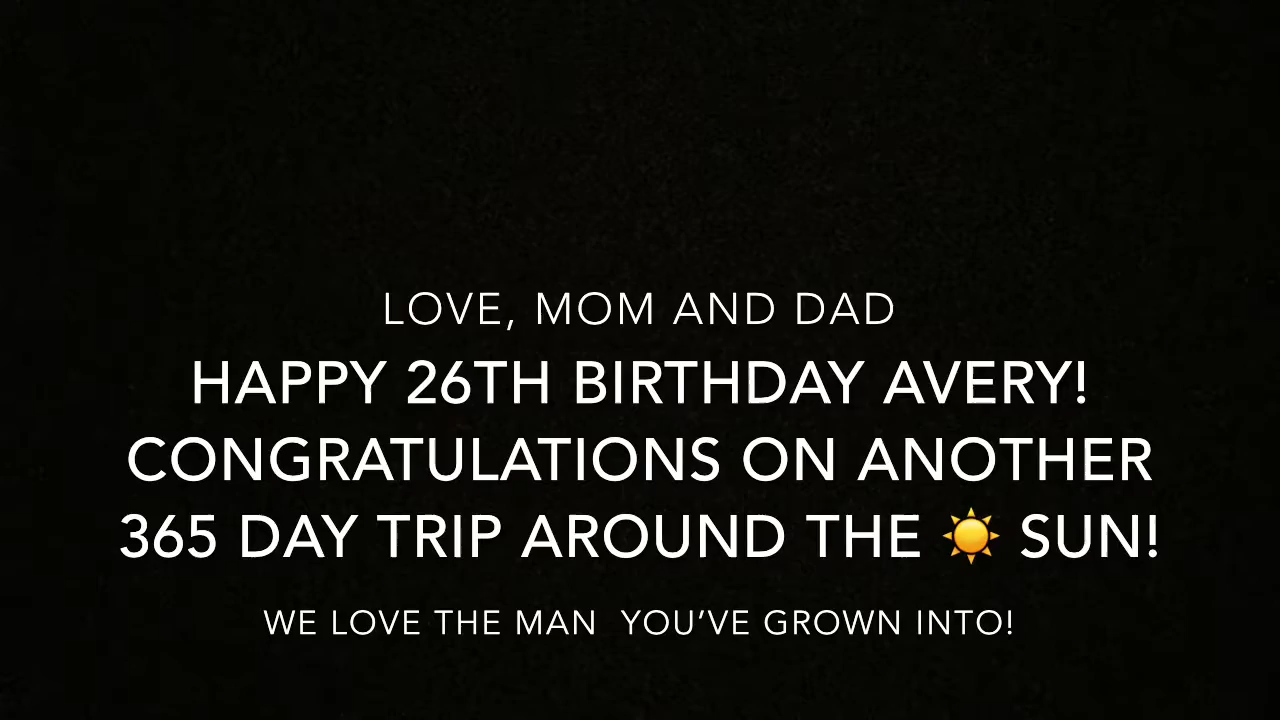 LOVE, MOM AND DAD
HAPPY 26TH BIRTHDAY AVERY!
CONGRATULATIONS ON ANOTHER
365 DAY TRIP AROUND THE ☀️ SUN!
WE LOVE THE MAN  YOU’VE GROWN INTO!